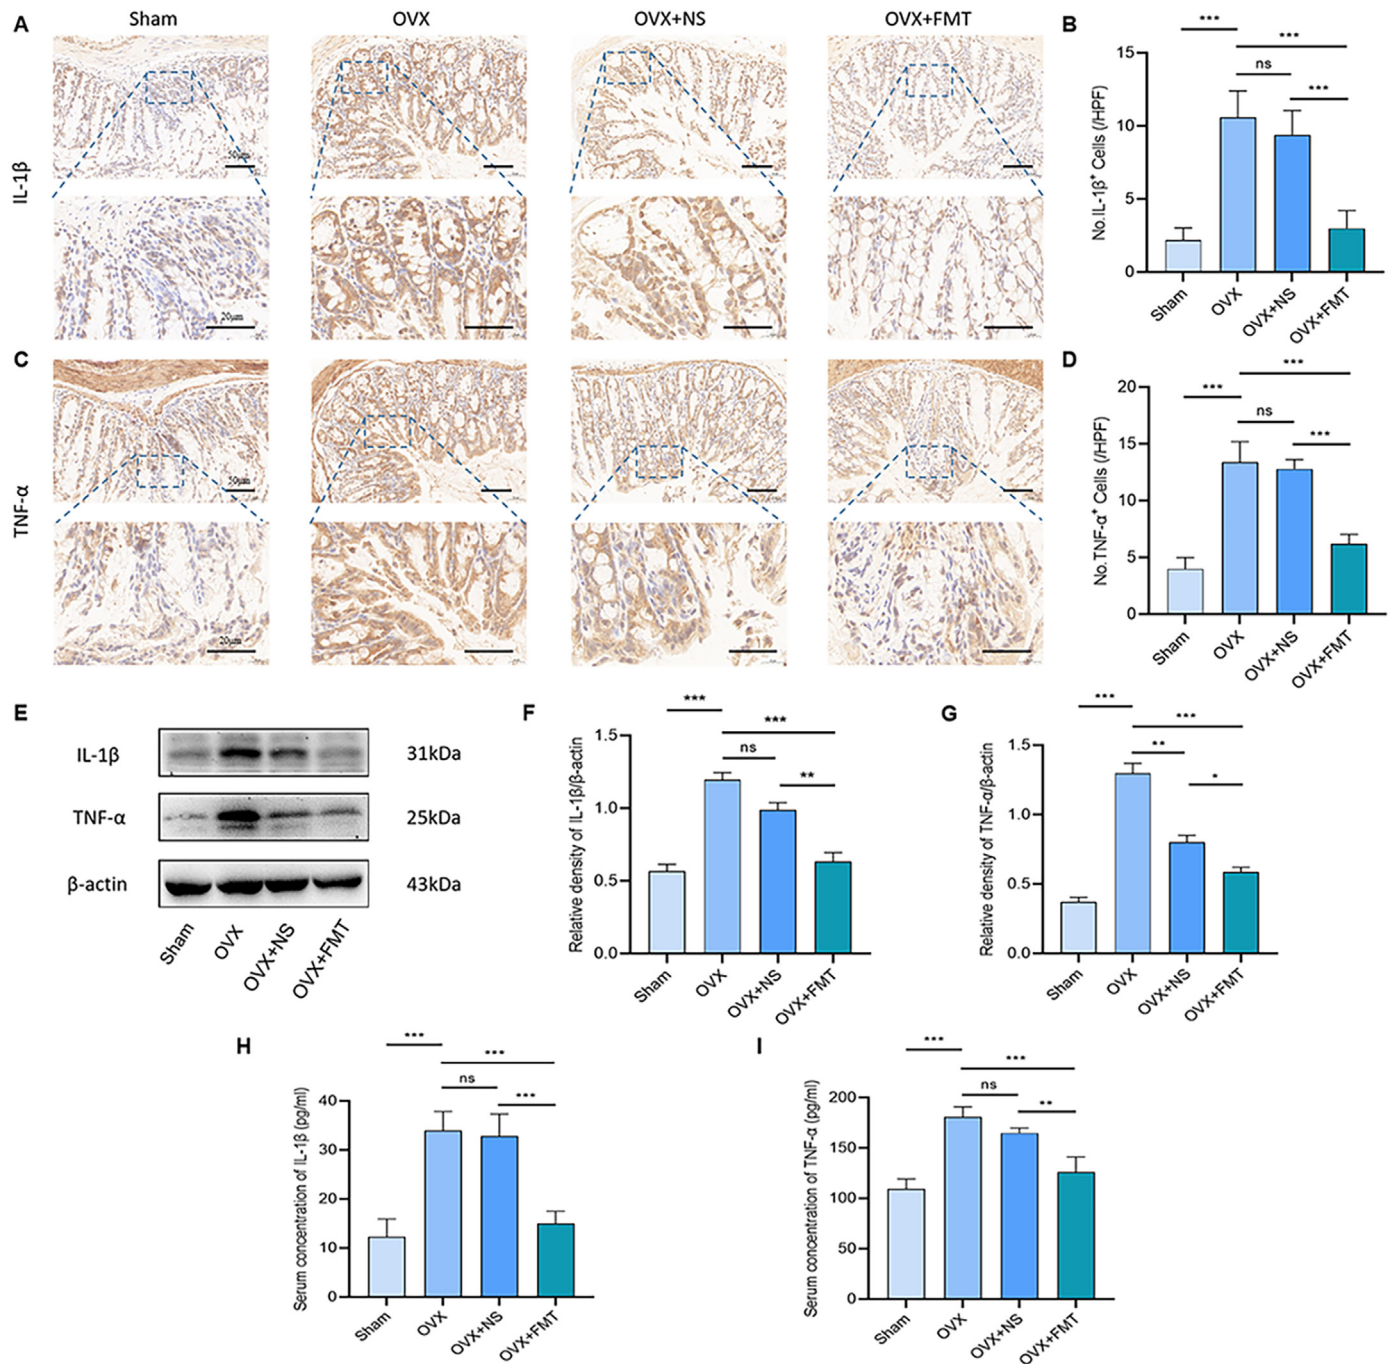 A
Sham
OVX
OVX+NS
OVX+FMT
IL-1β
20μm
B
***
***
ns
***
No.IL-1β⁺ Cells (/HPF)
15
10
5
0
Sham
OVX
OVX+NS
OVX+FMT
C
TNF-α
50μm
20μm
D
***
***
ns
***
No.TNF-α⁺ Cells (/HPF)
20
15
10
5
0
Sham
OVX
OVX+NS
OVX+FMT
E
IL-1β
31kDa
TNF-α
25kDa
β-actin
43kDa
Sham
OVX
OVX+NS
OVX+FMT
F
***
***
ns
**
Relative density of IL-1β/β-actin
1.5
1.0
0.5
0.0
Sham
OVX
OVX+NS
OVX+FMT
G
***
***
**
*
Relative density of TNF-α/β-actin
1.5
1.0
0.5
0.0
Sham
OVX
OVX+NS
OVX+FMT
H
***
***
ns
***
Serum concentration of IL-1β (pg/ml)
40
30
20
10
0
Sham
OVX
OVX+NS
OVX+FMT
I
***
***
ns
**
Serum concentration of TNF-α (pg/ml)
200
150
100
50
0
Sham
OVX
OVX+NS
OVX+FMT